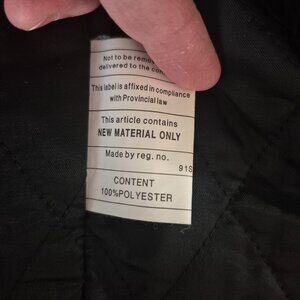 Not to be
delivered to the
This label is affixed in compliance
with Provincial law
This article contains
NEW MATERIAL ONLY
Made by reg. no.
91S
CONTENT
100%POLYESTER